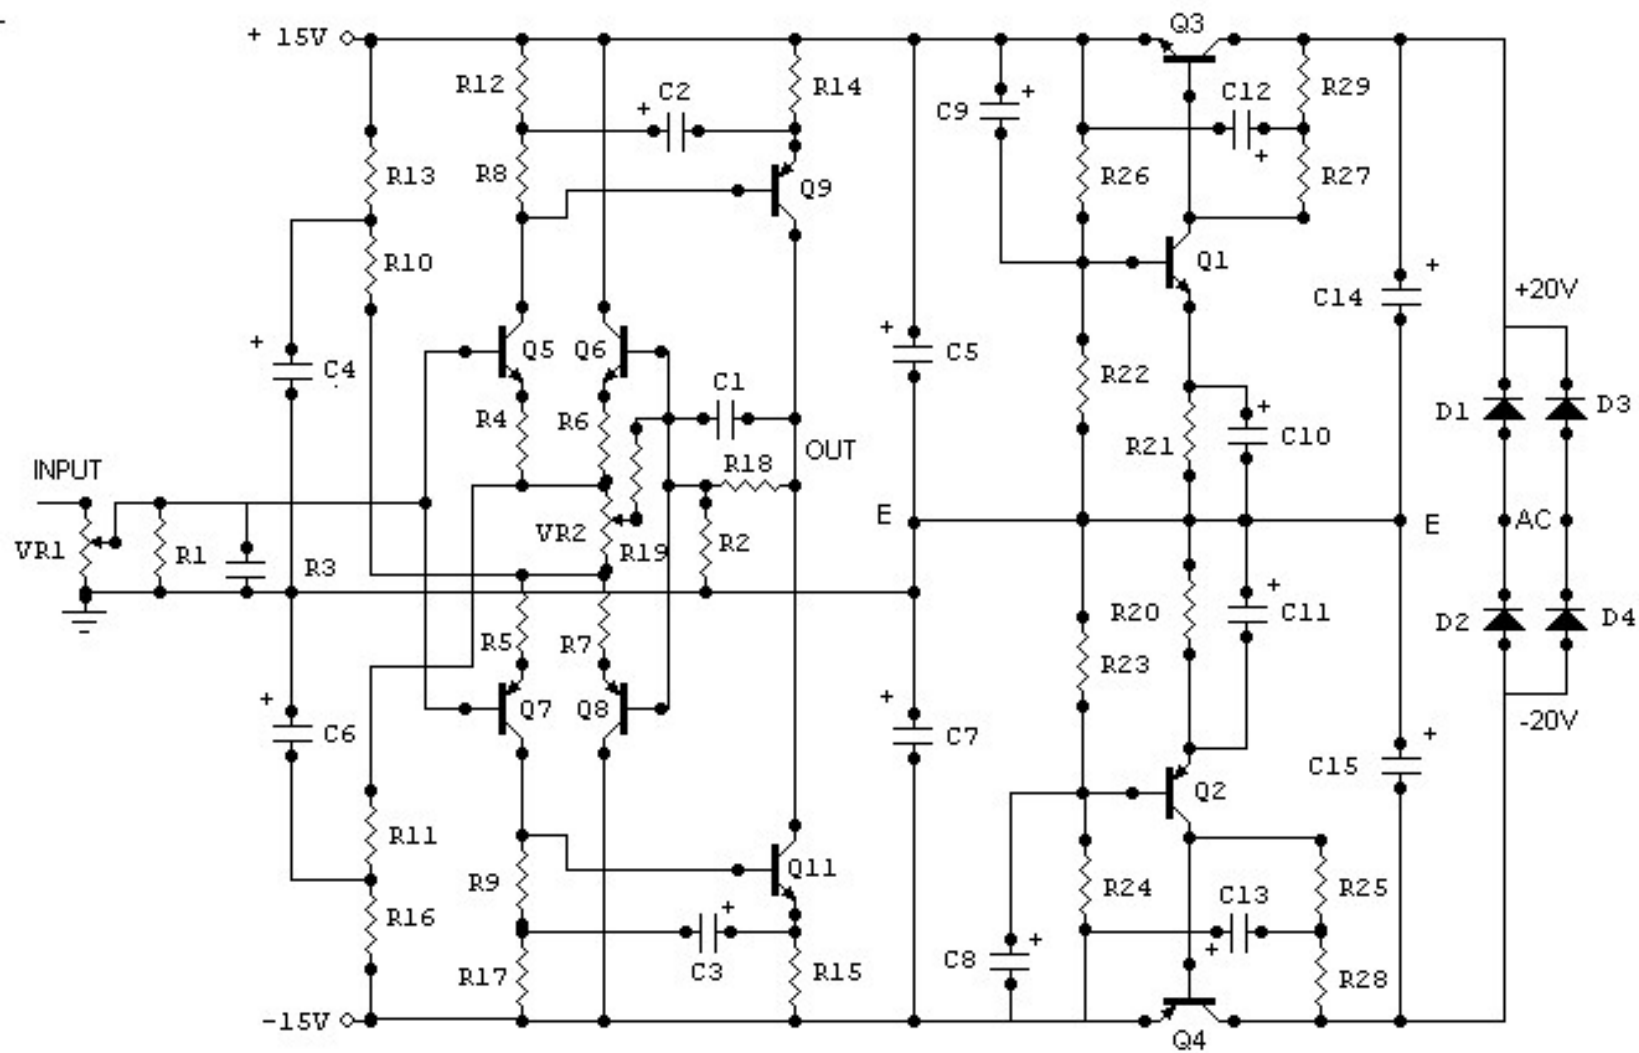 Q3
+ 15V
R12
C2
R14
C9
C12
R29
R13
R8
Q9
R26
R27
R10
Q1
C14
+20V
C4
Q5
Q6
C5
R22
C1
D1
D3
R4
R6
OUT
R21
C10
INPUT
R18
E
E
AC
VR1
R1
R3
VR2
R19
R2
R5
R7
R20
C11
D2
D4
R23
Q7
Q8
C6
C7
C15
-20V
Q2
R11
R9
Q11
R24
C13
R25
R16
R17
C3
R15
C8
R28
-15V
Q4